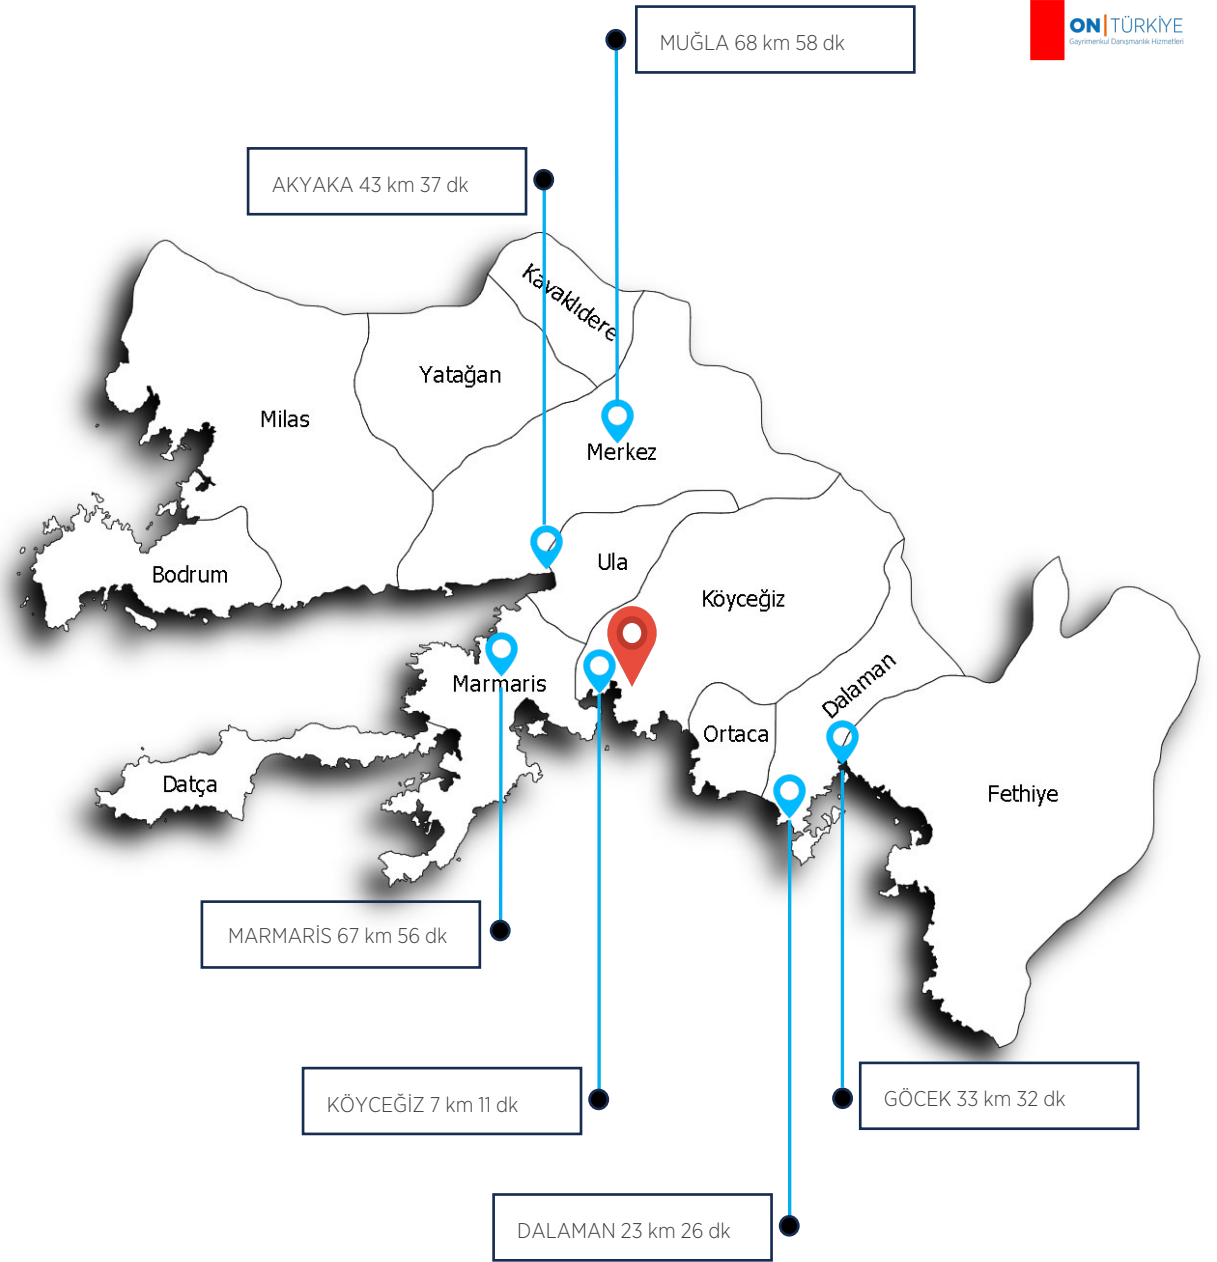 ON|TÜRKİYE
Gayrimenkul Danışmanlık Hizmetleri
MUĞLA 68 km 58 dk
AKYAKA 43 km 37 dk
Kavaklıdere
Yatağan
Milas
Merkez
Ula
Bodrum
Köyceğiz
Marmaris
Dalaman
Ortaca
Datça
Fethiye
MARMARİS 67 km 56 dk
KÖYCEĞİZ 7 km 11 dk
GÖCEK 33 km 32 dk
DALAMAN 23 km 26 dk